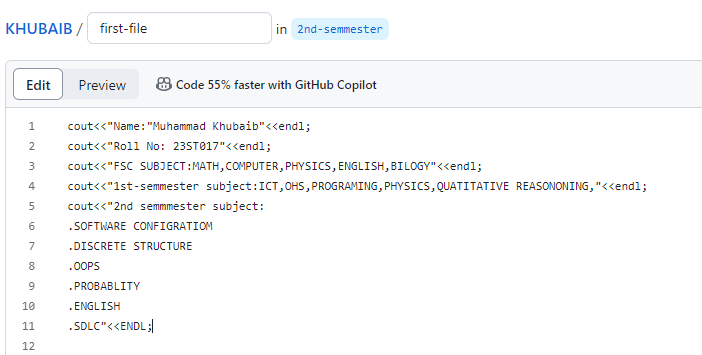 KHUBAIB / first-file in 2nd-semmester
Edit Preview Code 55% faster with GitHub Copilot
1 cout<<"Name:"Muhammad Khubaib"<<endl;
2 cout<<"Roll No: 23ST017"<<endl;
3 cout<<"FSC SUBJECT:MATH,COMPUTER,PHYSICS,ENGLISH,BILOGY"<<endl;
4 cout<<"1st-semmester subject:ICT,OHS,PROGRAMING,PHYSICS,QUATITATIVE REASONONING,"<<endl;
5 cout<<"2nd semmmester subject:
6 .SOFTWARE CONFIGRATIOM
7 .DISCRETE STRUCTURE
8 .OOPS
9 .PROBABLITY
10 .ENGLISH
11 .SDLC"<<ENDL;
12